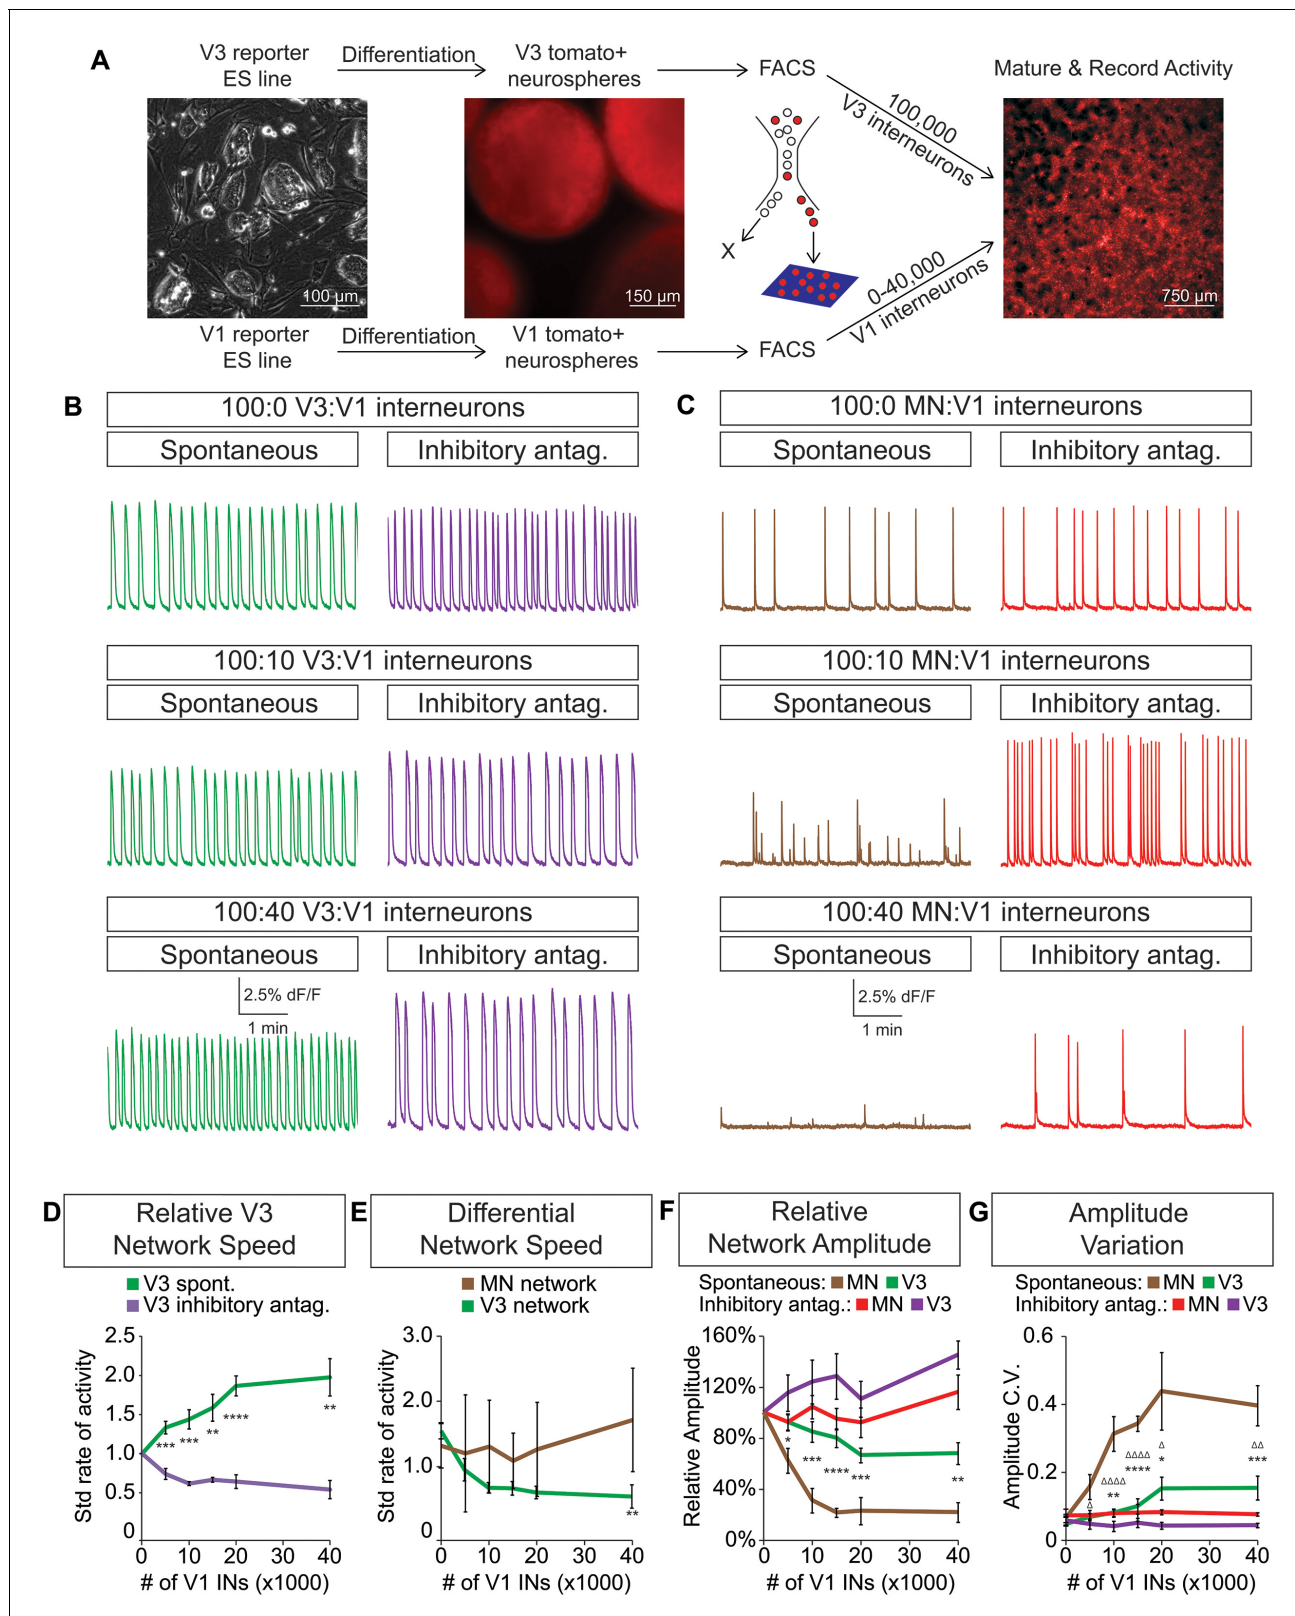 A
V3 reporter
ES line
Differentiation
V3 tomato+
neurospheres
FACS
100,000
V3 interneurons
Mature & Record Activity
100 µm
150 µm
X
0-40,000
V1 interneurons
750 µm
V1 reporter
ES line
Differentiation
V1 tomato+
neurospheres
FACS
B
100:0 V3:V1 interneurons
Spontaneous
Inhibitory antag.
100:10 V3:V1 interneurons
Spontaneous
Inhibitory antag.
100:40 V3:V1 interneurons
Spontaneous
Inhibitory antag.
2.5% dF/F
1 min
C
100:0 MN:V1 interneurons
Spontaneous
Inhibitory antag.
100:10 MN:V1 interneurons
Spontaneous
Inhibitory antag.
100:40 MN:V1 interneurons
Spontaneous
Inhibitory antag.
2.5% dF/F
1 min
D
Relative V3
Network Speed
V3 spont.
V3 inhibitory antag.
Std rate of activity
2.5
2.0
1.5
1.0
0.5
0
*** *** ** **** **
0 10 20 30 40
# of V1 INs (x1000)
E
Differential
Network Speed
MN network
V3 network
Std rate of activity
3.0
2.0
1.0
0
**
0 10 20 30 40
# of V1 INs (x1000)
F
Relative
Network Amplitude
Spontaneous: MN V3
Inhibitory antag.: MN V3
Relative Amplitude
160%
120%
80%
40%
0%
* *** **** *** **
0 10 20 30 40
# of V1 INs (x1000)
G
Amplitude
Variation
Spontaneous: MN V3
Inhibitory antag.: MN V3
Amplitude C.V.
0.6
0.4
0.2
0
Δ ΔΔΔΔ ΔΔΔΔ Δ ΔΔ
** **** * ***
0 10 20 30 40
# of V1 INs (x1000)